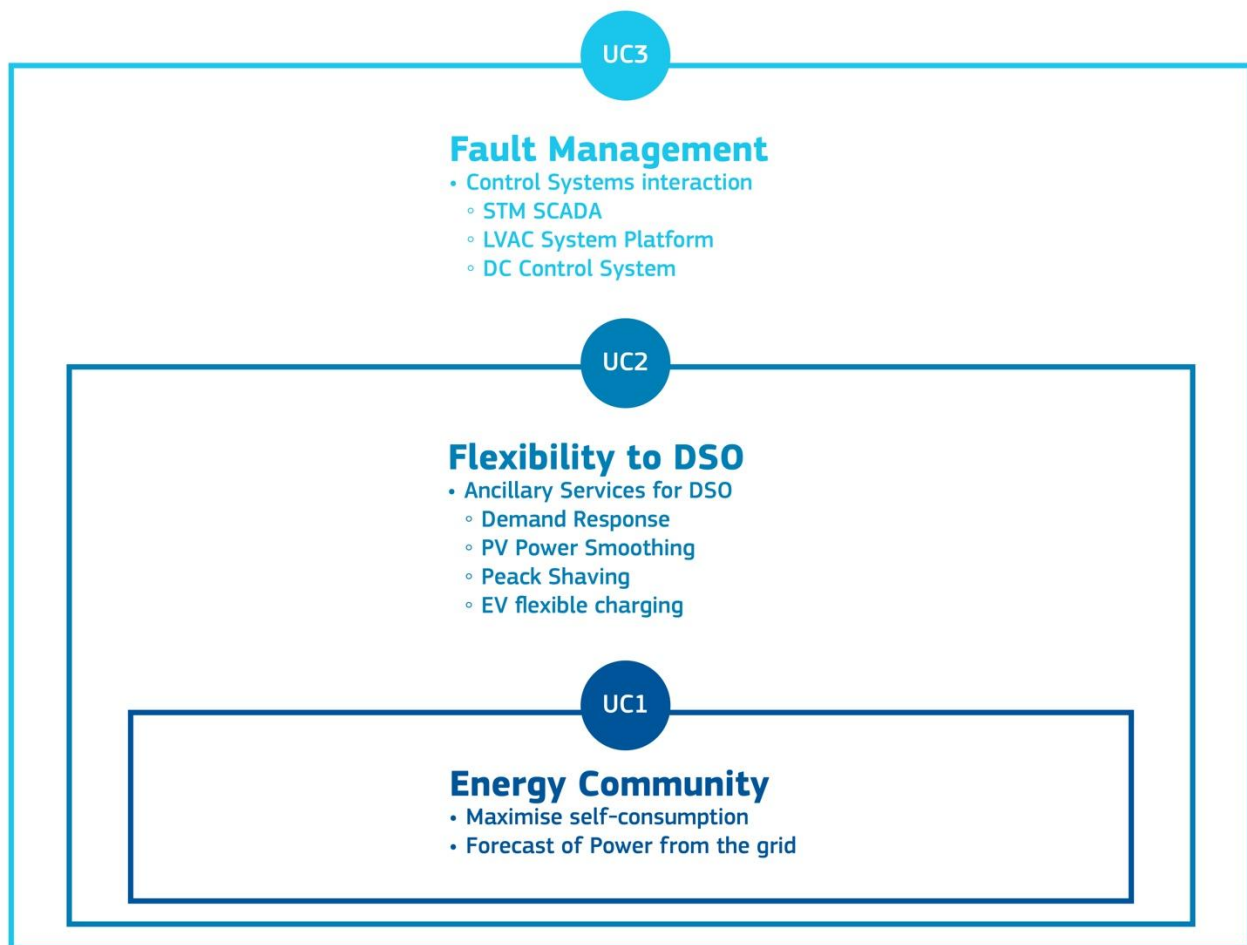 UC3
Fault Management
• Control Systems interaction
◦ STM SCADA
◦ LVAC System Platform
◦ DC Control System
UC2
Flexibility to DSO
• Ancillary Services for DSO
◦ Demand Response
◦ PV Power Smoothing
◦ Peack Shaving
◦ EV flexible charging
UC1
Energy Community
• Maximise self-consumption
• Forecast of Power from the grid